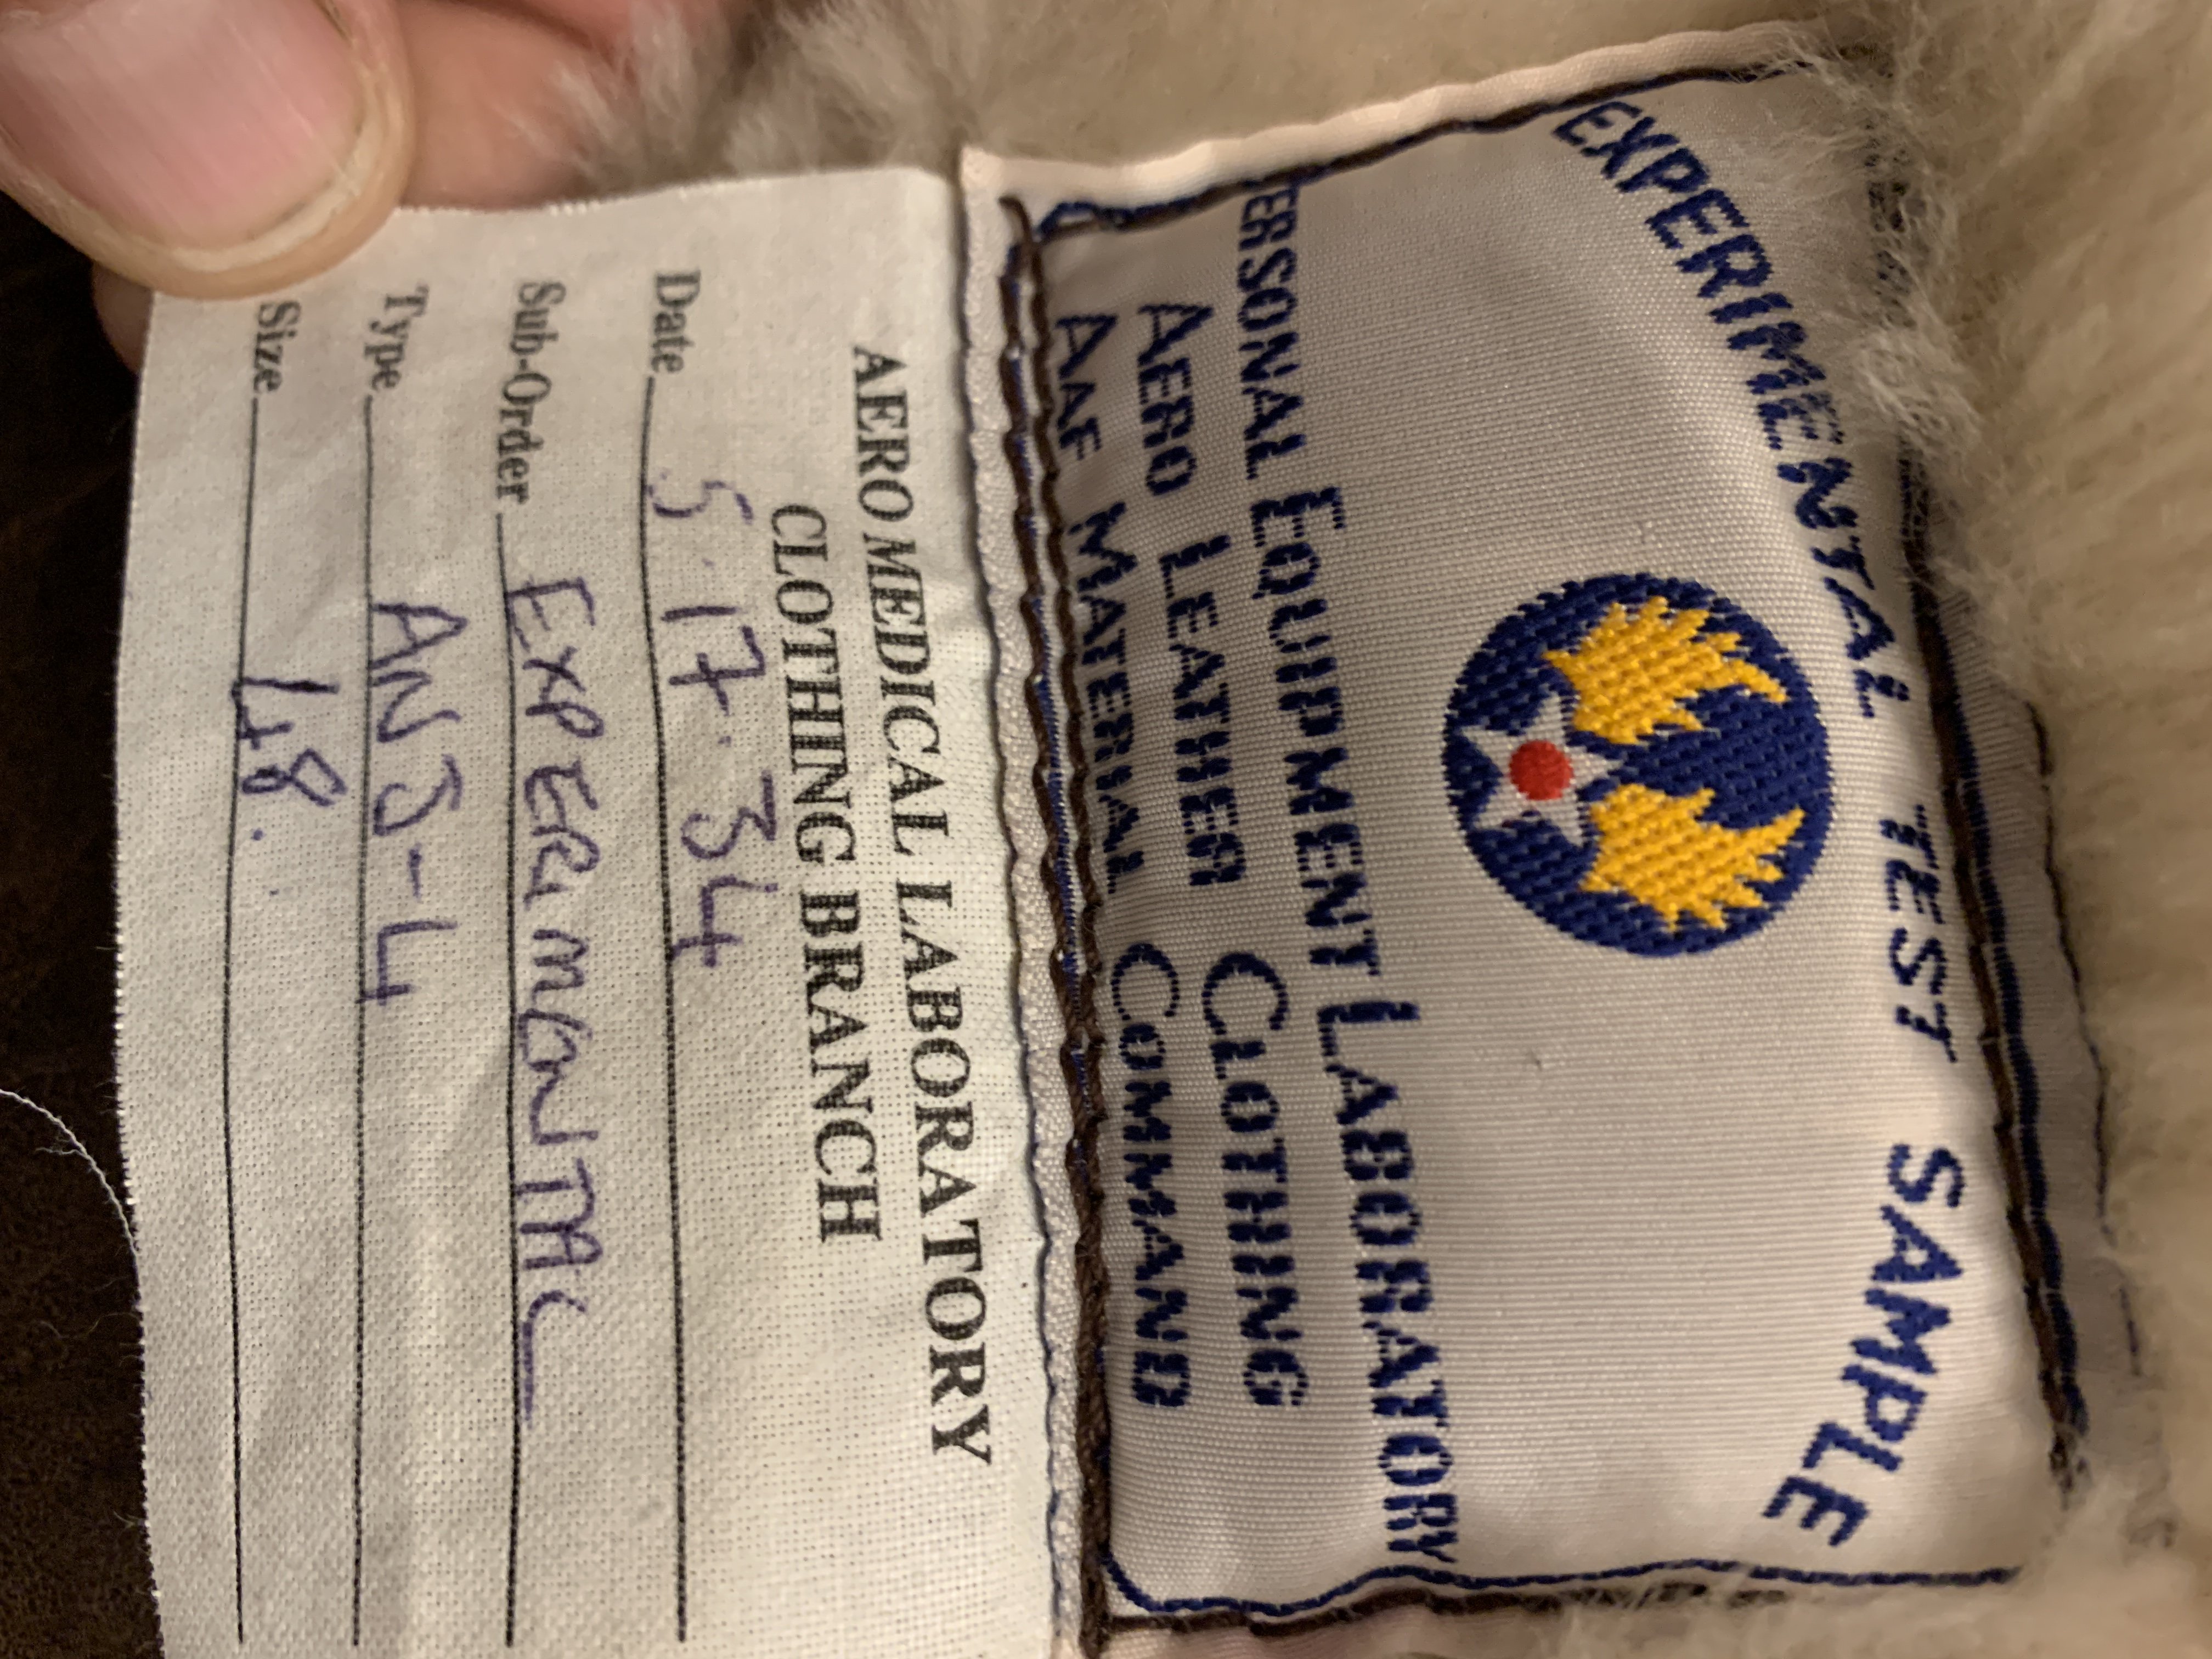 EXPERIMENTAL TEST SAMPLE
ERSONAL EQUIPMENT LABORATORY
AERO LEATHER CLOTHING
AAF MATERIAL COMMAND
AERO MEDICAL LABORATORY
CLOTHING BRANCH
Date 5.17.34
Sub-Order EXPERIMENTAL
Type ANJ-4
Size 48.